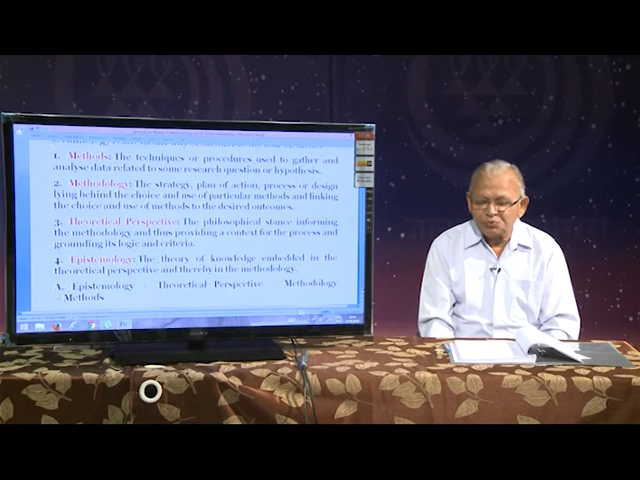 1. Methods: The techniques or procedures used to gather and
analyse data related to some research question or hypothesis.
2. Methodology: The strategy, plan of action, process or design
lying behind the choice and use of particular methods and linking
the choice and use of methods to the desired outcomes.
3. Theoretical Perspective: The philosophical stance informing
the methodology and thus providing a context for the process and
grounding its logic and criteria.
4. Epistemology: The theory of knowledge embedded in the
theoretical perspective and thereby in the methodology.
A. Epistemology - Theoretical Perspective - Methodology
- Methods